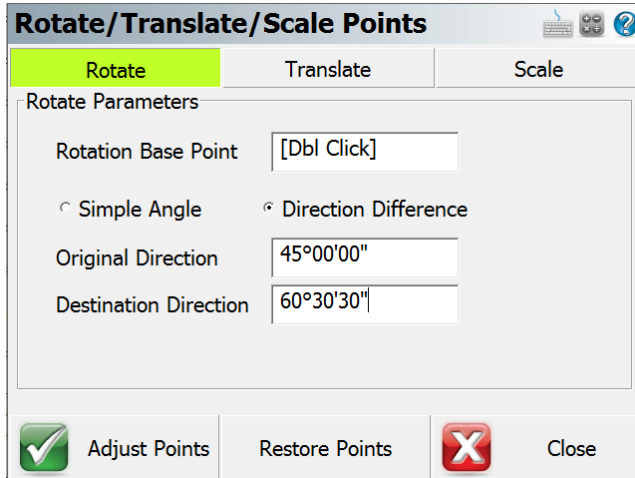 Rotate/Translate/Scale Points
Rotate Translate Scale
Rotate Parameters
Rotation Base Point [Dbl Click]
Simple Angle Direction Difference
Original Direction 45°00'00"
Destination Direction 60°30'30"
Adjust Points Restore Points Close